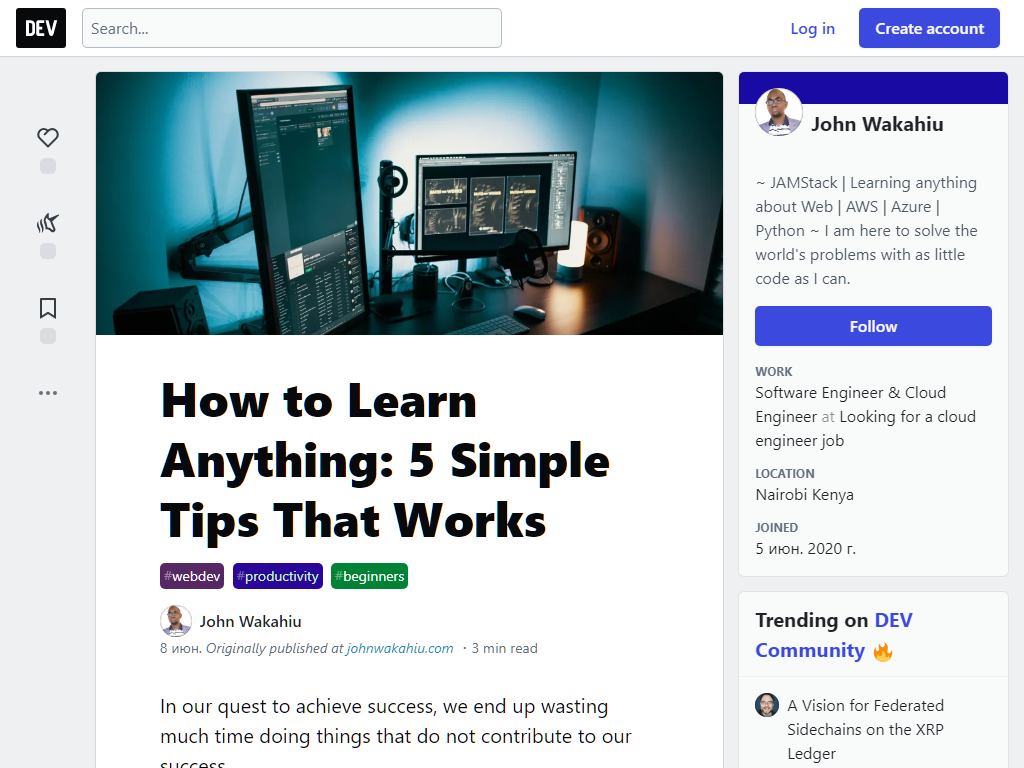 DEV
Search...
Log in
Create account
How to Learn
Anything: 5 Simple
Tips That Works
#webdev
#productivity
#beginners
John Wakahiu
8 июн. Originally published at johnwakahiu.com ・3 min read
In our quest to achieve success, we end up wasting
much time doing things that do not contribute to our
success.
John Wakahiu
~ JAMStack | Learning anything
about Web | AWS | Azure |
Python ~ I am here to solve the
world's problems with as little
code as I can.
Follow
WORK
Software Engineer & Cloud
Engineer at Looking for a cloud
engineer job
LOCATION
Nairobi Kenya
JOINED
5 июн. 2020 г.
Trending on DEV
Community 🔥
A Vision for Federated
Sidechains on the XRP
Ledger